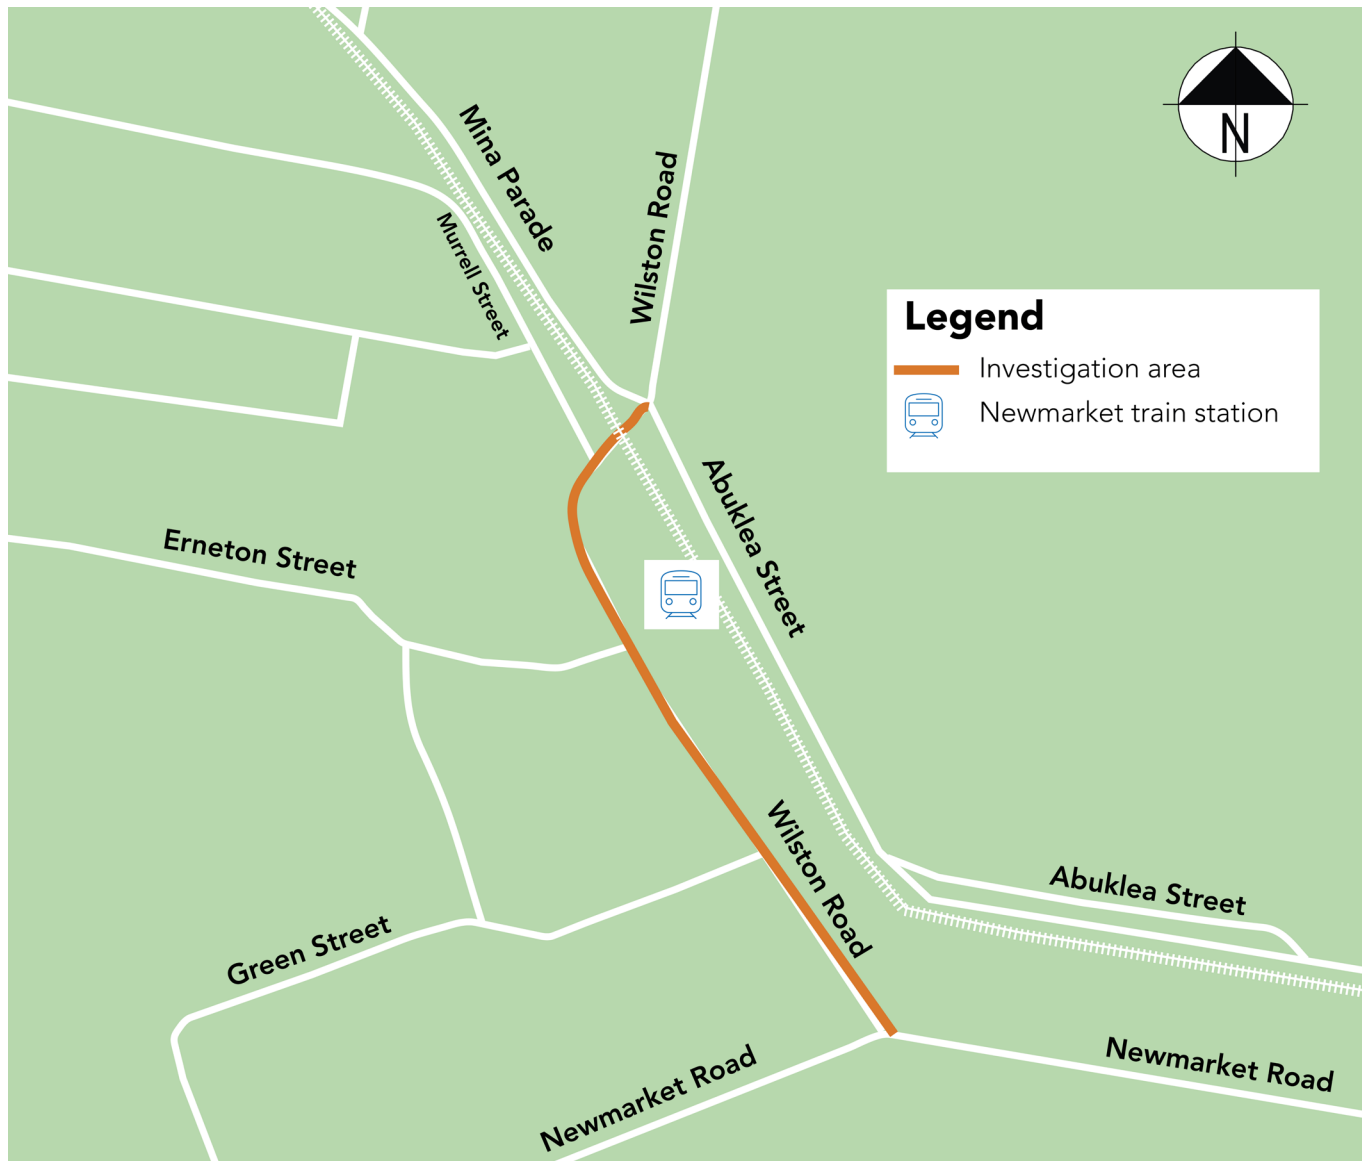 Mina Parade
Wilston Road
N
Murrell Street
Legend
Investigation area
Newmarket train station
Abuklea Street
Erneton Street
Wilston Road
Abuklea Street
Green Street
Newmarket Road
Newmarket Road